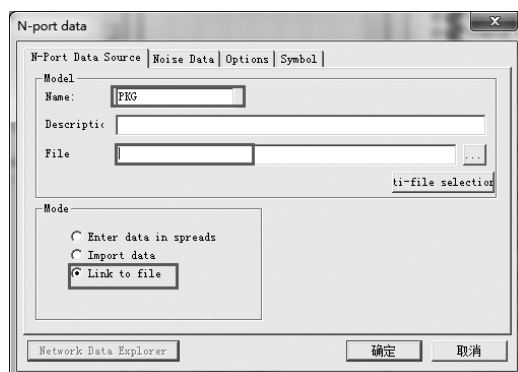 N-port data
N-Port Data Source Noise Data Options Symbol
Model
Name: PKG
Descriptic
File ...
ti-file selection
Mode
Enter data in spreads
Import data
Link to file
Network Data Explorer 确定 取消